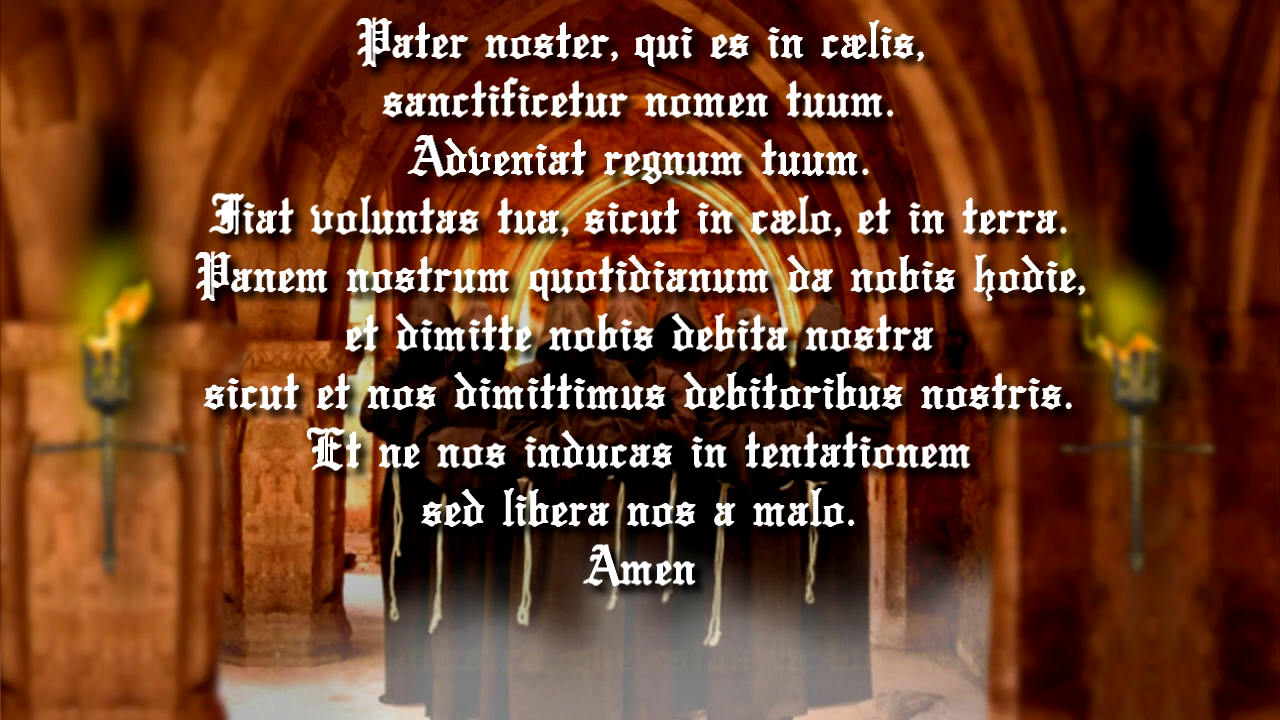 Pater noster, qui es in cælis,
sanctificetur nomen tuum.
Adveniat regnum tuum.
Fiat voluntas tua, sicut in cælo, et in terra.
Panem nostrum quotidianum da nobis hodie,
et dimitte nobis debita nostra
sicut et nos dimittimus debitoribus nostris.
Et ne nos inducas in tentationem
sed libera nos a malo.
Amen